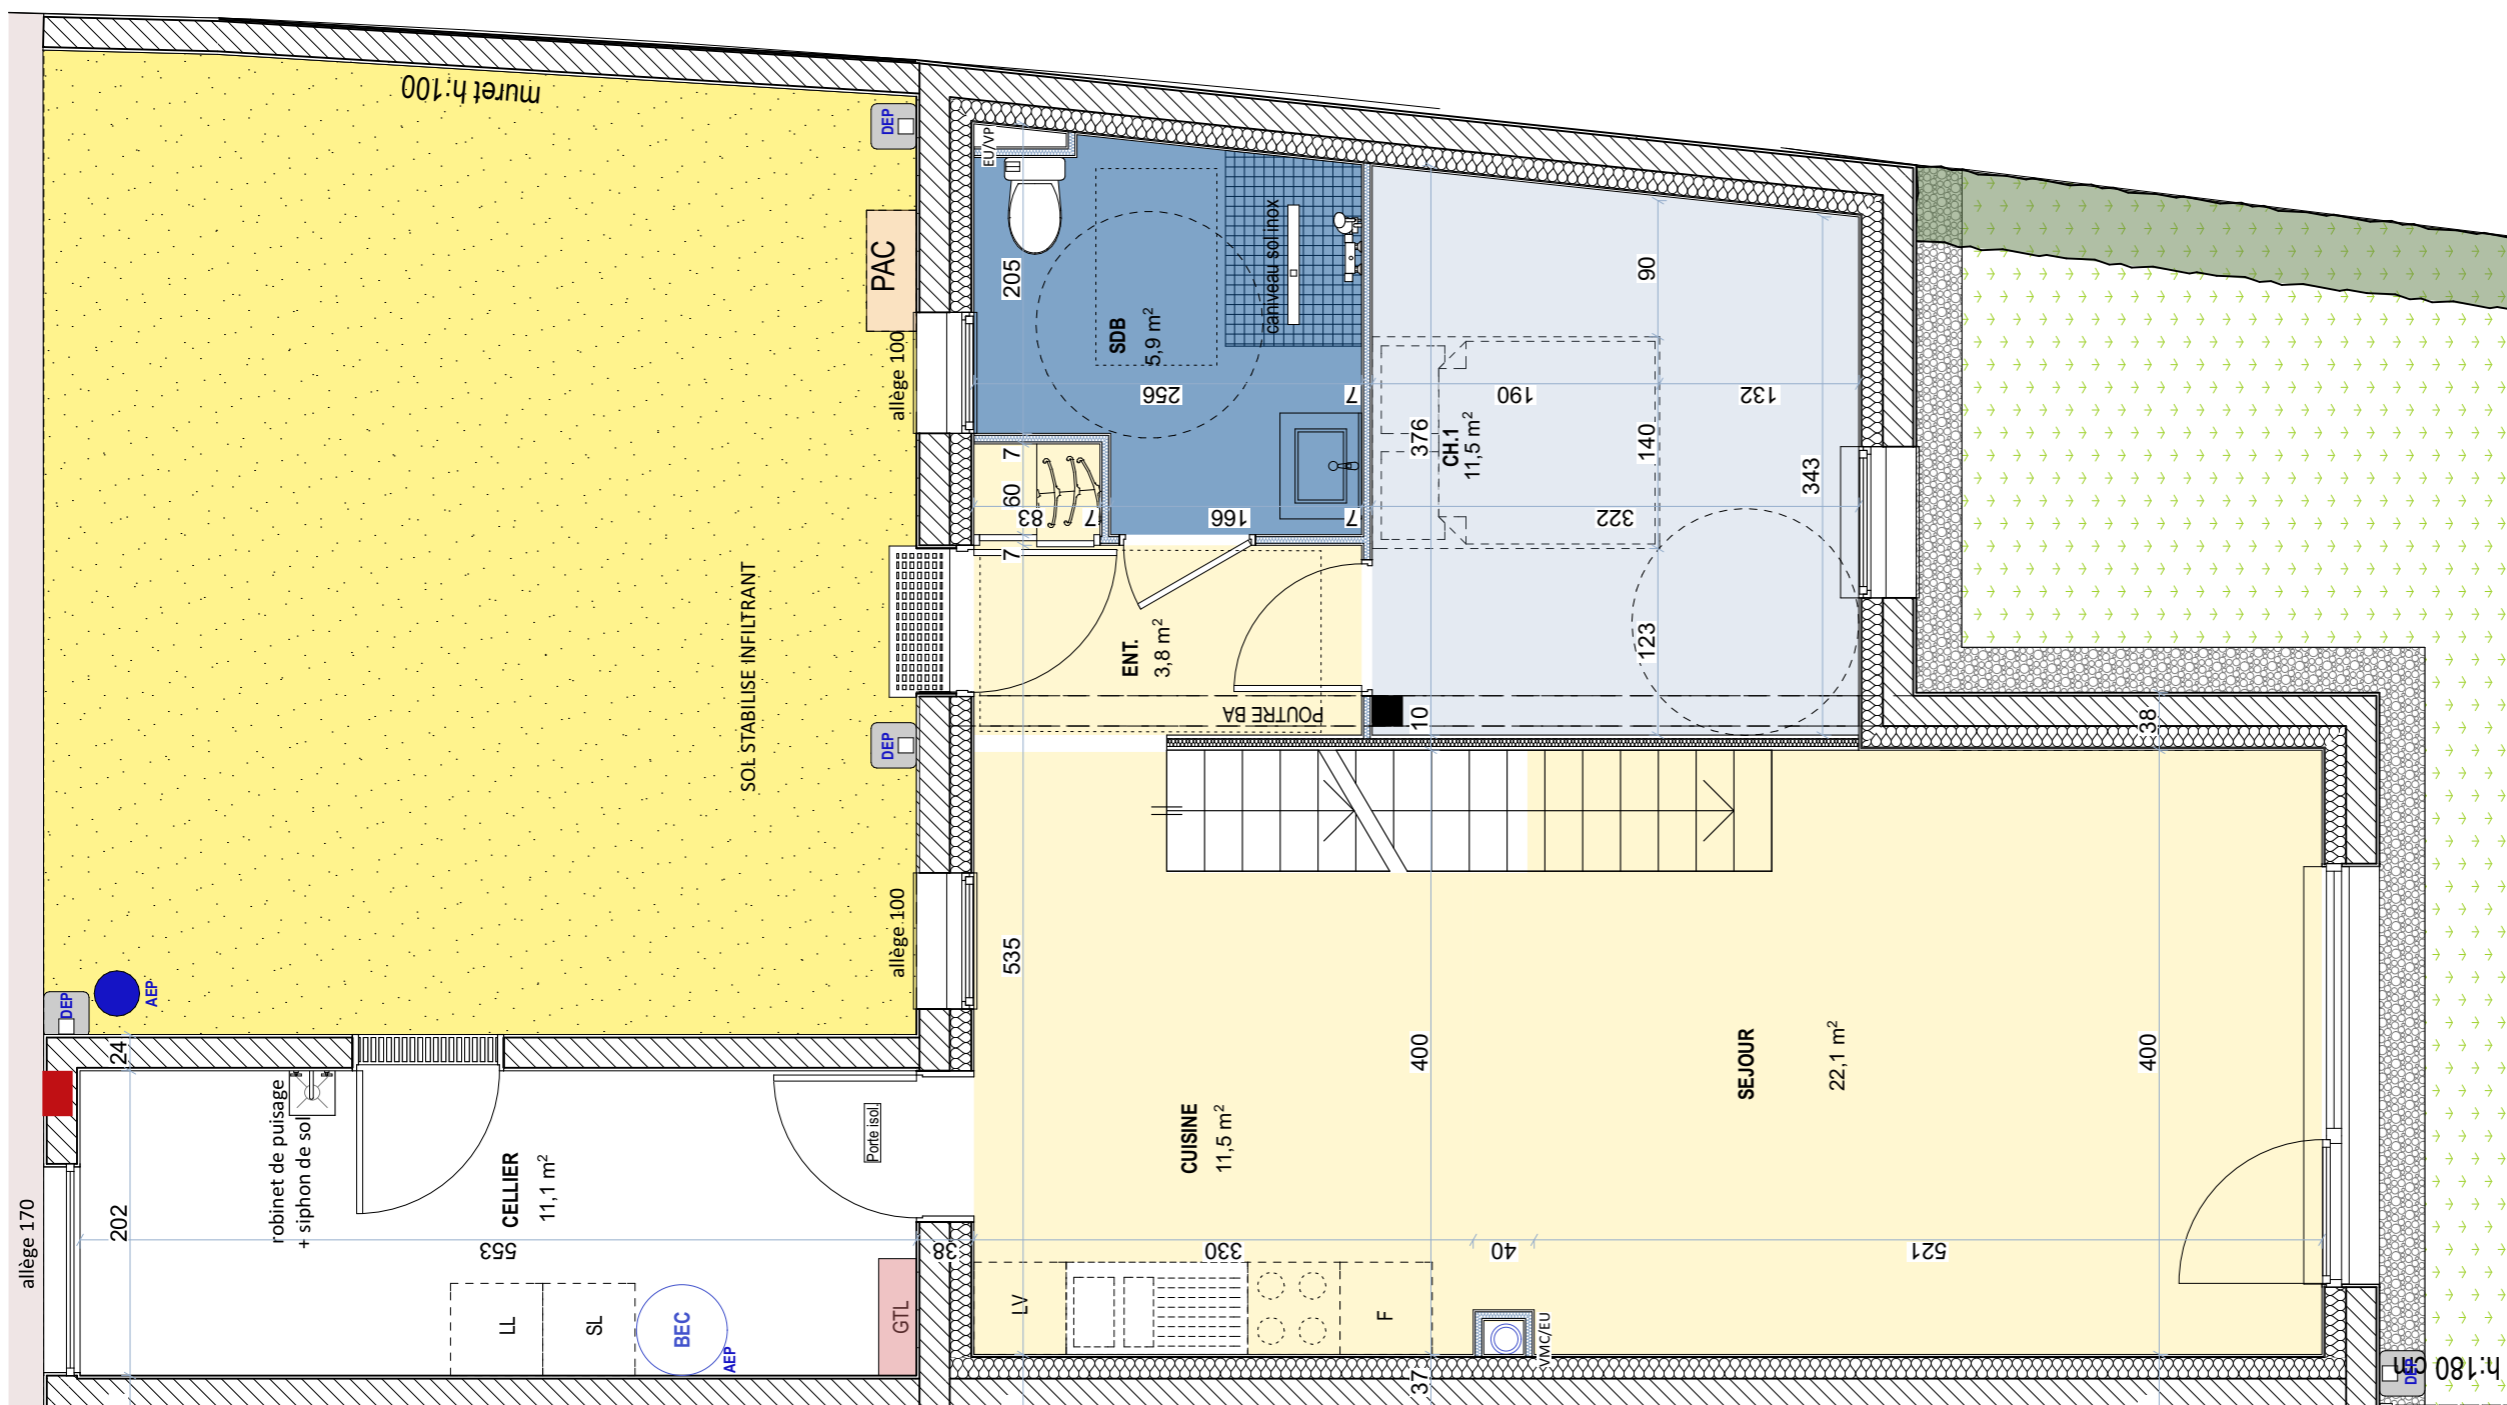 muret h:100
DEP
EU/VP
PAC
allège 100
205
SDB
5,9 m²
caniveau sol inox
256
7
90
190
132
376
CH.1
11,5 m²
140
343
7
60
83
7
166
7
322
7
SOL STABILISE INFILTRANT
ENT.
3,8 m²
123
POUTRE BA
10
38
DEP
allège 100
535
DEP
AEP
24
400
SEJOUR
22,1 m²
400
CUISINE
11,5 m²
robinet de puisage
+ siphon de sol
Porte isol.
CELLIER
11,1 m²
allège 170
202
553
38
330
40
521
LL
SL
BEC
AEP
GTL
LV
F
VMC/EU
37
DEP
h:180 cm